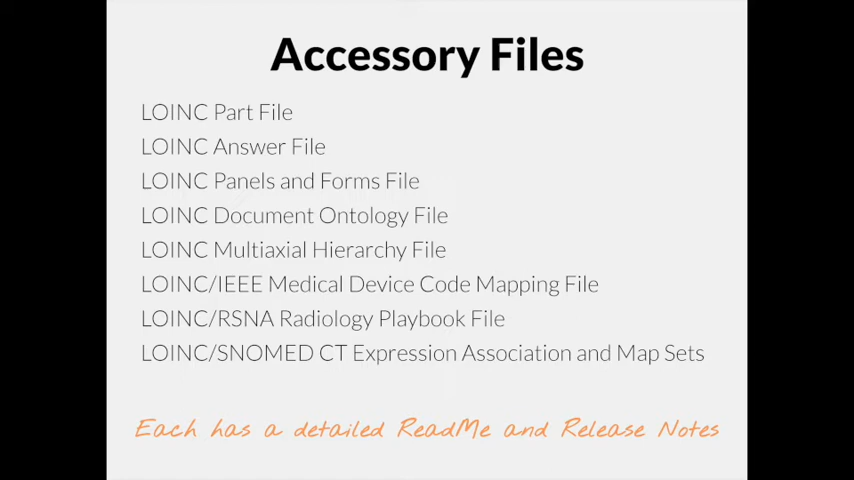 Accessory Files
LOINC Part File
LOINC Answer File
LOINC Panels and Forms File
LOINC Document Ontology File
LOINC Multiaxial Hierarchy File
LOINC/IEEE Medical Device Code Mapping File
LOINC/RSNA Radiology Playbook File
LOINC/SNOMED CT Expression Association and Map Sets
Each has a detailed ReadMe and Release Notes